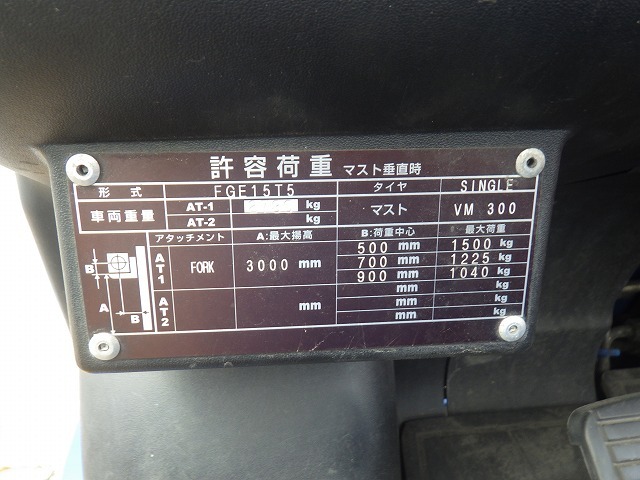 許容荷重 マスト垂直時
形式 FGE15T5 タイヤ SINGLE
車両重量 AT-1 kg マスト VM 300
AT-2 kg
アタッチメント A:最大揚高 B:荷重中心 最大荷重
AT1 FORK 3000 mm 500 mm 1500 kg
700 mm 1225 kg
900 mm 1040 kg
AT2 mm mm kg
mm kg
B
A
B